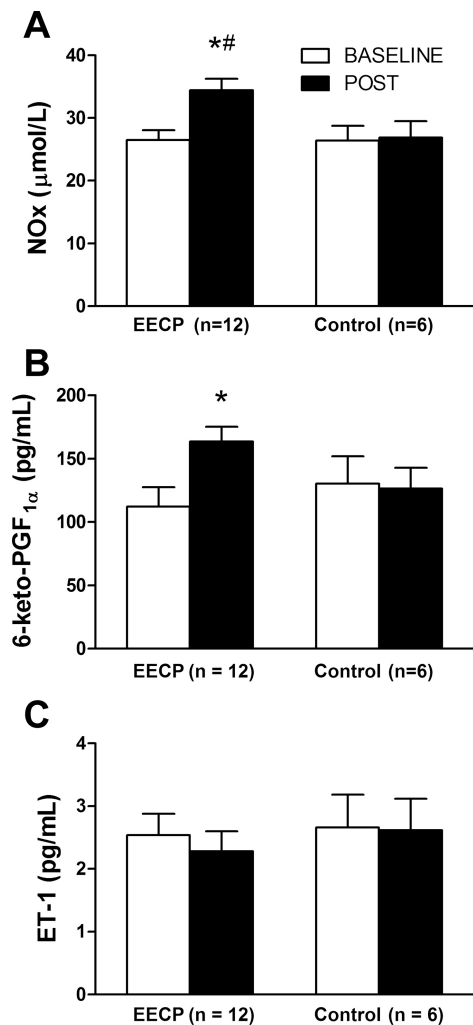 A
*#
BASELINE
POST
NOx (μmol/L)
40
30
20
10
0
EECP (n=12) Control (n=6)
B
*
6-keto-PGF1α (pg/mL)
200
150
100
50
0
EECP (n = 12) Control (n=6)
C
ET-1 (pg/mL)
4
3
2
1
0
EECP (n = 12) Control (n = 6)